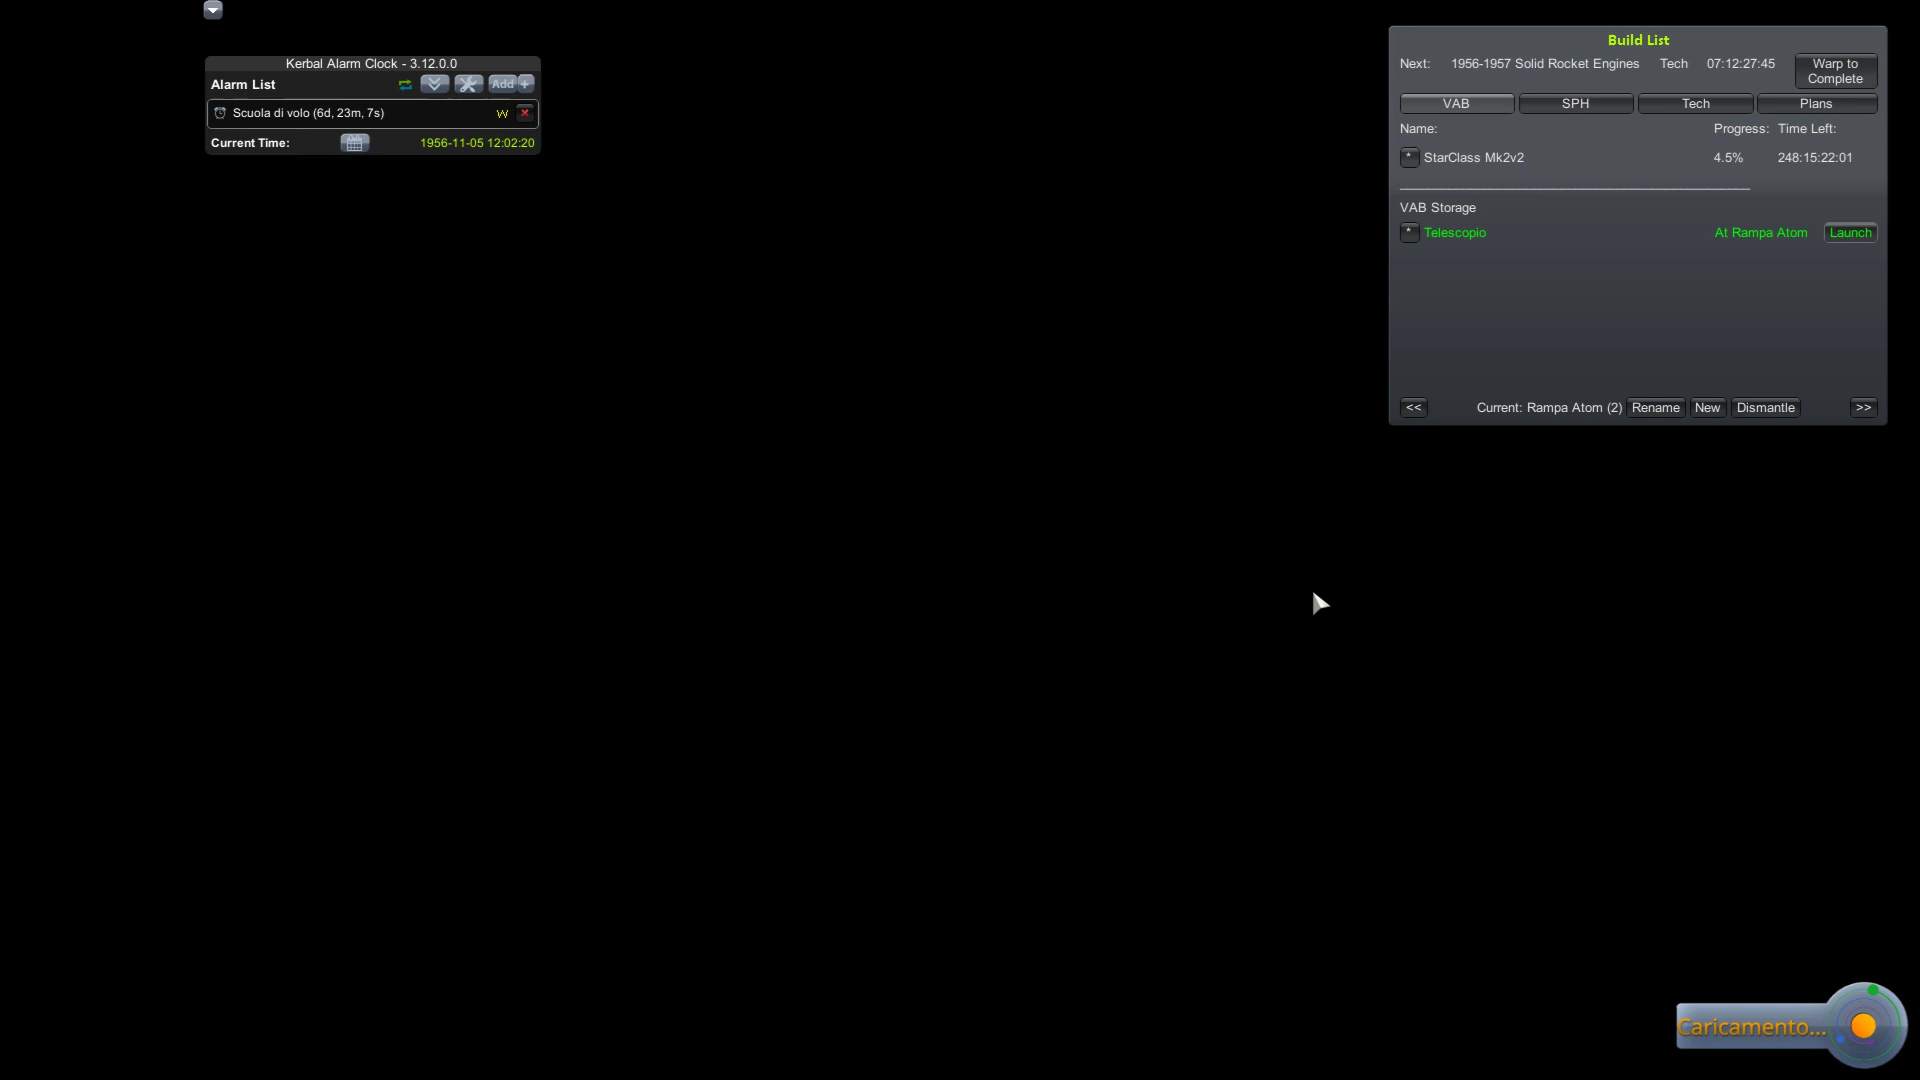 Kerbal Alarm Clock - 3.12.0.0
Alarm List Add +
Scuola di volo (6d, 23m, 7s) W
Current Time: 1956-11-05 12:02:20
Build List
Next: 1956-1957 Solid Rocket Engines Tech 07:12:27:45 Warp to Complete
VAB SPH Tech Plans
Name: Progress: Time Left:
* StarClass Mk2v2 4.5% 248:15:22:01
VAB Storage
* Telescopio At Rampa Atom Launch
<< Current: Rampa Atom (2) Rename New Dismantle >>
Caricamento...